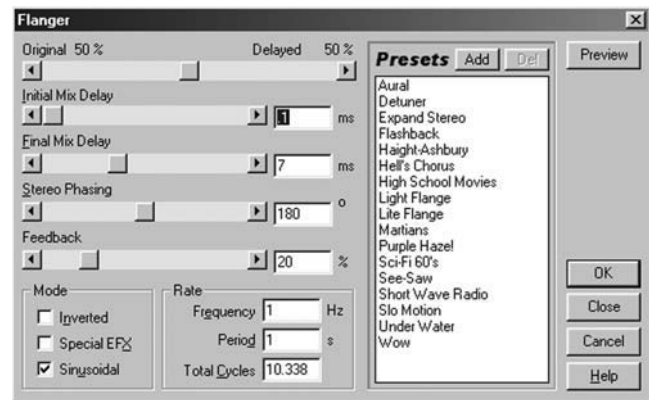 Flanger
Original 50 % Delayed 50 %
Initial Mix Delay
.1 ms
Final Mix Delay
7 ms
Stereo Phasing
180 °
Feedback
20 %
Mode
Inverted
Special EFX
Sinusoidal
Rate
Frequency 1 Hz
Period 1 s
Total Cycles 10.338
Presets Add Del
Aural
Detuner
Expand Stereo
Flashback
Haight-Ashbury
Hell's Chorus
High School Movies
Light Flange
Lite Flange
Martians
Purple Haze!
Sci-Fi 60's
See-Saw
Short Wave Radio
Slo Motion
Under Water
Wow
Preview
OK
Close
Cancel
Help